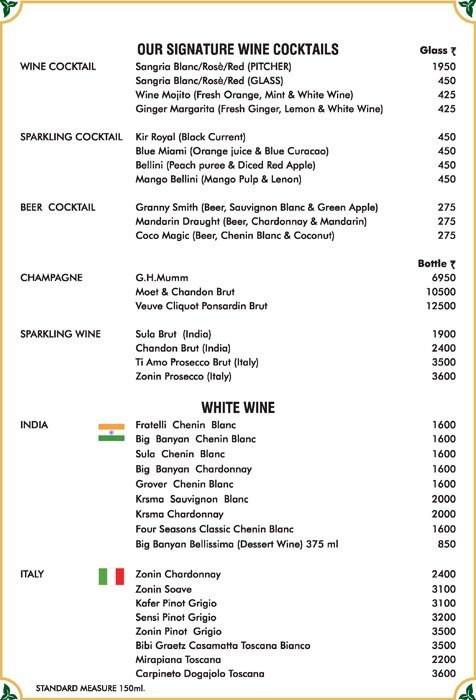 OUR SIGNATURE WINE COCKTAILS Glass ₹
WINE COCKTAIL Sangria Blanc/Rosè/Red (PITCHER) 1950
Sangria Blanc/Rosè/Red (GLASS) 450
Wine Mojito (Fresh Orange, Mint & White Wine) 425
Ginger Margarita (Fresh Ginger, Lemon & White Wine) 425
SPARKLING COCKTAIL Kir Royal (Black Current) 450
Blue Miami (Orange juice & Blue Curacao) 450
Bellini (Peach puree & Diced Red Apple) 450
Mango Bellini (Mango Pulp & Lenon) 450
BEER COCKTAIL Granny Smith (Beer, Sauvignon Blanc & Green Apple) 275
Mandarin Draught (Beer, Chardonnay & Mandarin) 275
Coco Magic (Beer, Chenin Blanc & Coconut) 275
Bottle ₹
CHAMPAGNE G.H.Mumm 6950
Moet & Chandon Brut 10500
Veuve Cliquot Ponsardin Brut 12500
SPARKLING WINE Sula Brut (India) 1900
Chandon Brut (India) 2400
Ti Amo Prosecco Brut (Italy) 3500
Zonin Prosecco (Italy) 3600
WHITE WINE
INDIA Fratelli Chenin Blanc 1600
Big Banyan Chenin Blanc 1600
Sula Chenin Blanc 1600
Big Banyan Chardonnay 1600
Grover Chenin Blanc 1600
Krsma Sauvignon Blanc 2000
Krsma Chardonnay 2000
Four Seasons Classic Chenin Blanc 1600
Big Banyan Bellissima (Dessert Wine) 375 ml 850
ITALY Zonin Chardonnay 2400
Zonin Soave 3100
Kafer Pinot Grigio 3100
Sensi Pinot Grigio 3200
Zonin Pinot Grigio 3500
Bibi Graetz Casamatta Toscana Bianco 3500
Mirapiana Toscana 2200
Carpineto Dogajolo Toscana 3600
STANDARD MEASURE 150ml.